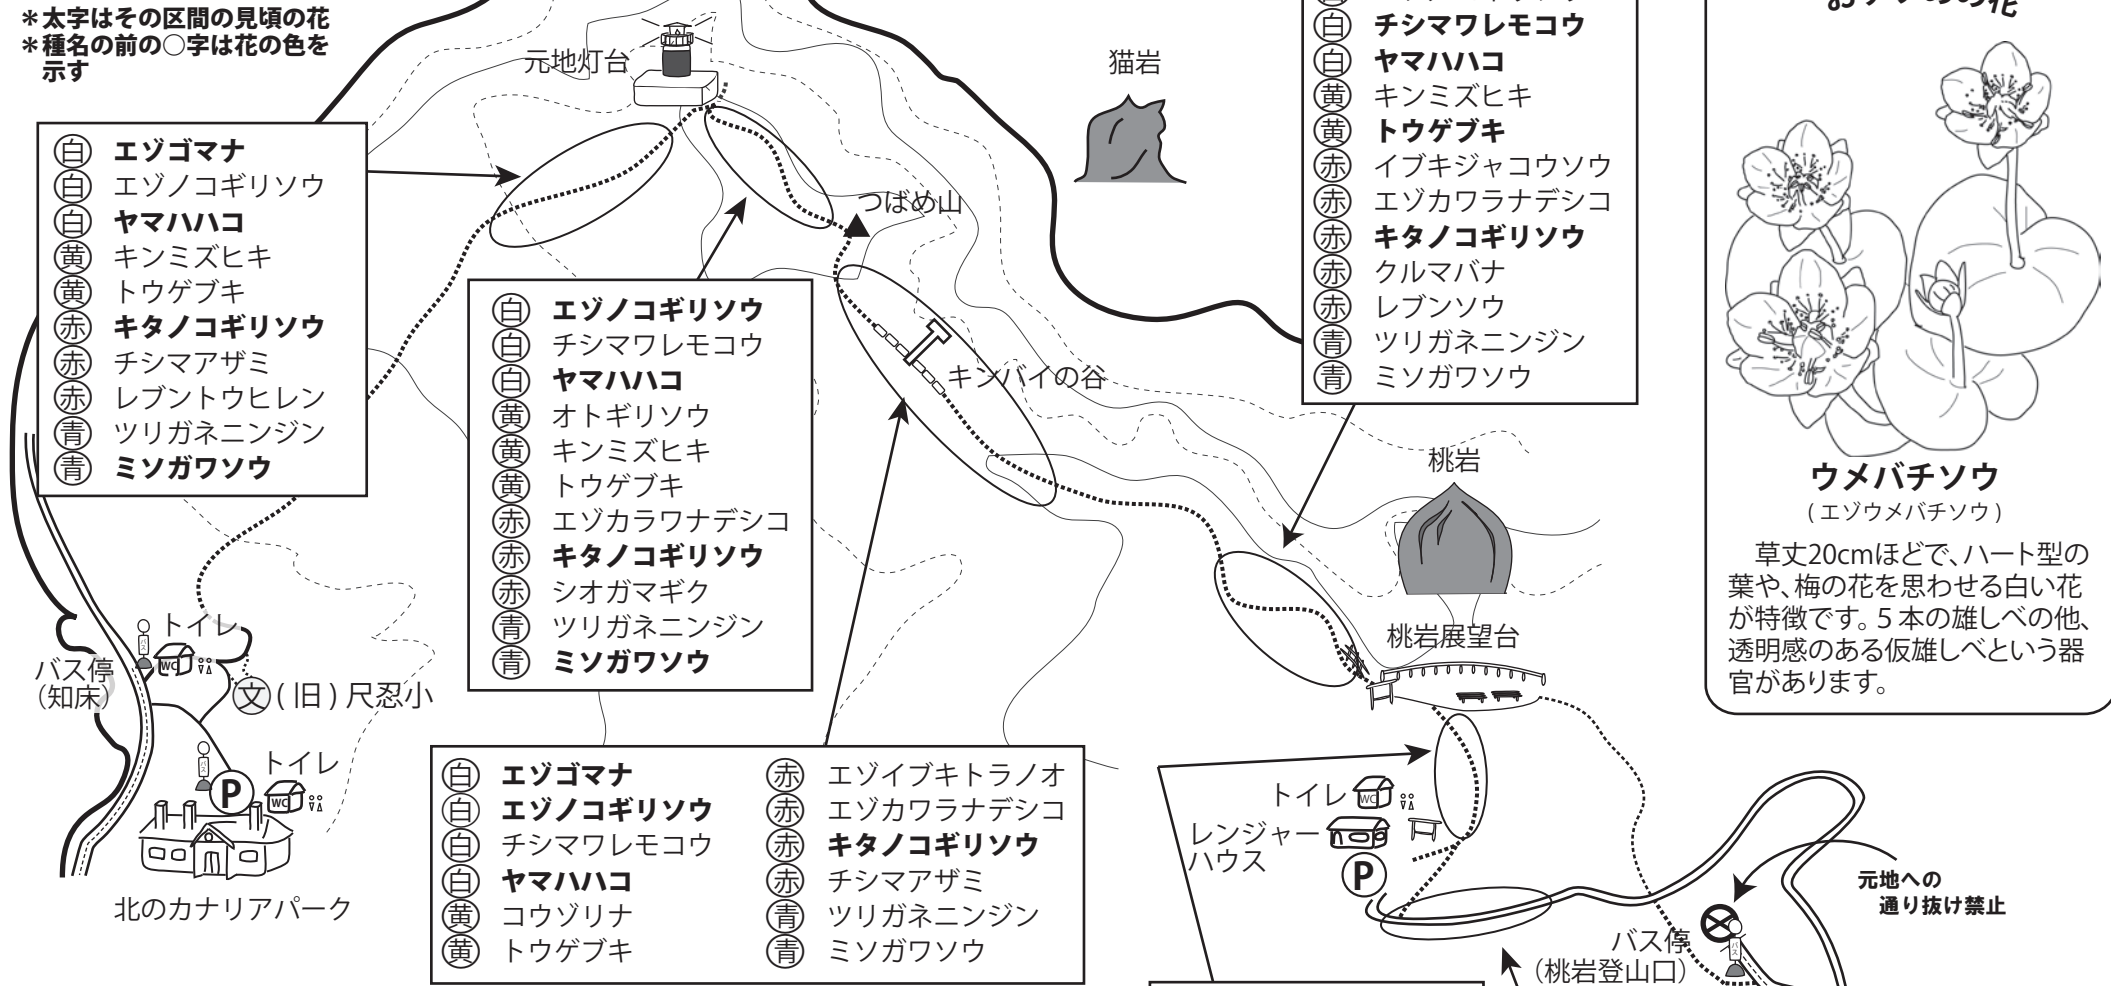 ＊太字はその区間の見頃の花
＊種名の前の○字は花の色を
示す
元地灯台
猫岩
つばめ山
キンバイの谷
桃岩
桃岩展望台
白 エゾゴマナ
白 エゾノコギリソウ
白 ヤマハハコ
黄 キンミズヒキ
黄 トウゲブキ
赤 キタノコギリソウ
赤 チシマアザミ
赤 レブントウヒレン
青 ツリガネニンジン
青 ミソガワソウ
白 エゾノコギリソウ
白 チシマワレモコウ
白 ヤマハハコ
黄 オトギリソウ
黄 キンミズヒキ
黄 トウゲブキ
赤 エゾカラワナデシコ
赤 キタノコギリソウ
赤 シオガマギク
青 ツリガネニンジン
青 ミソガワソウ
白 チシマワレモコウ
白 ヤマハハコ
黄 キンミズヒキ
黄 トウゲブキ
赤 イブキジャコウソウ
赤 エゾカワラナデシコ
赤 キタノコギリソウ
赤 クルマバナ
赤 レブンソウ
青 ツリガネニンジン
青 ミソガワソウ
白 エゾゴマナ
白 エゾノコギリソウ
白 チシマワレモコウ
白 ヤマハハコ
黄 コウゾリナ
黄 トウゲブキ
赤 エゾイブキトラノオ
赤 エゾカワラナデシコ
赤 キタノコギリソウ
赤 チシマアザミ
青 ツリガネニンジン
青 ミソガワソウ
ウメバチソウ
(エゾウメバチソウ)
草丈20cmほどで、ハート型の
葉や、梅の花を思わせる白い花
が特徴です。５本の雄しべの他、
透明感のある仮雄しべという器
官があります。
トイレ
WC
バス
バス停
（知床）
文(旧)尺忍小
トイレ
WC
バス
P
北のカナリアパーク
トイレ
WC
レンジャー
ハウス
P
元地への
通り抜け禁止
バス停
（桃岩登山口）
バス